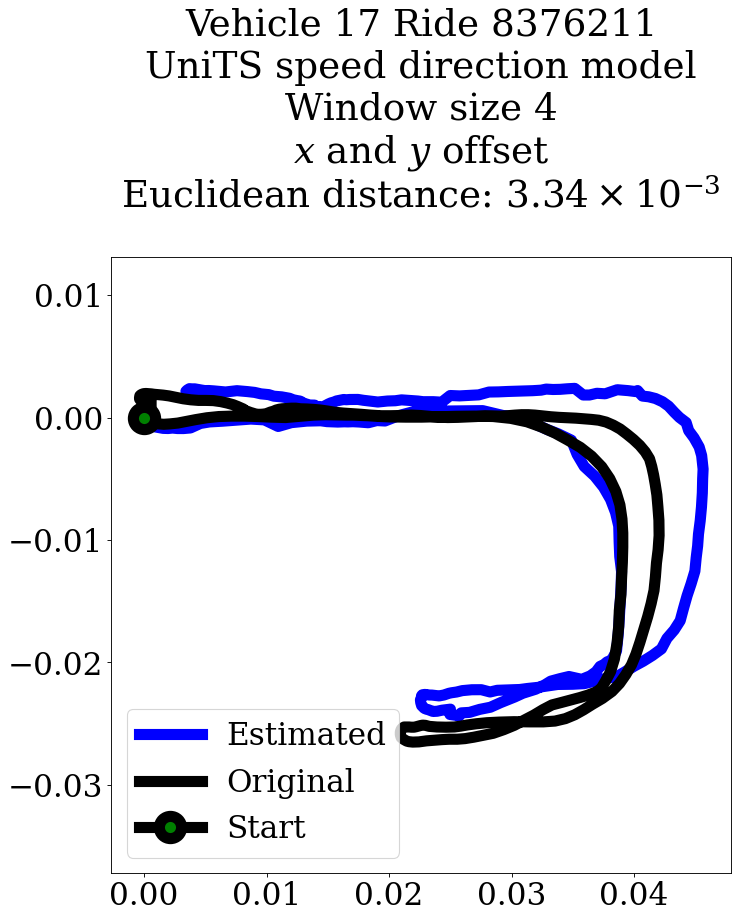 Vehicle 17 Ride 8376211
UniTS speed direction model
Window size 4
x and y offset
Euclidean distance: 3.34 × 10⁻³
0.01
0.00
−0.01
−0.02
−0.03
Estimated
Original
Start
0.00 0.01 0.02 0.03 0.04